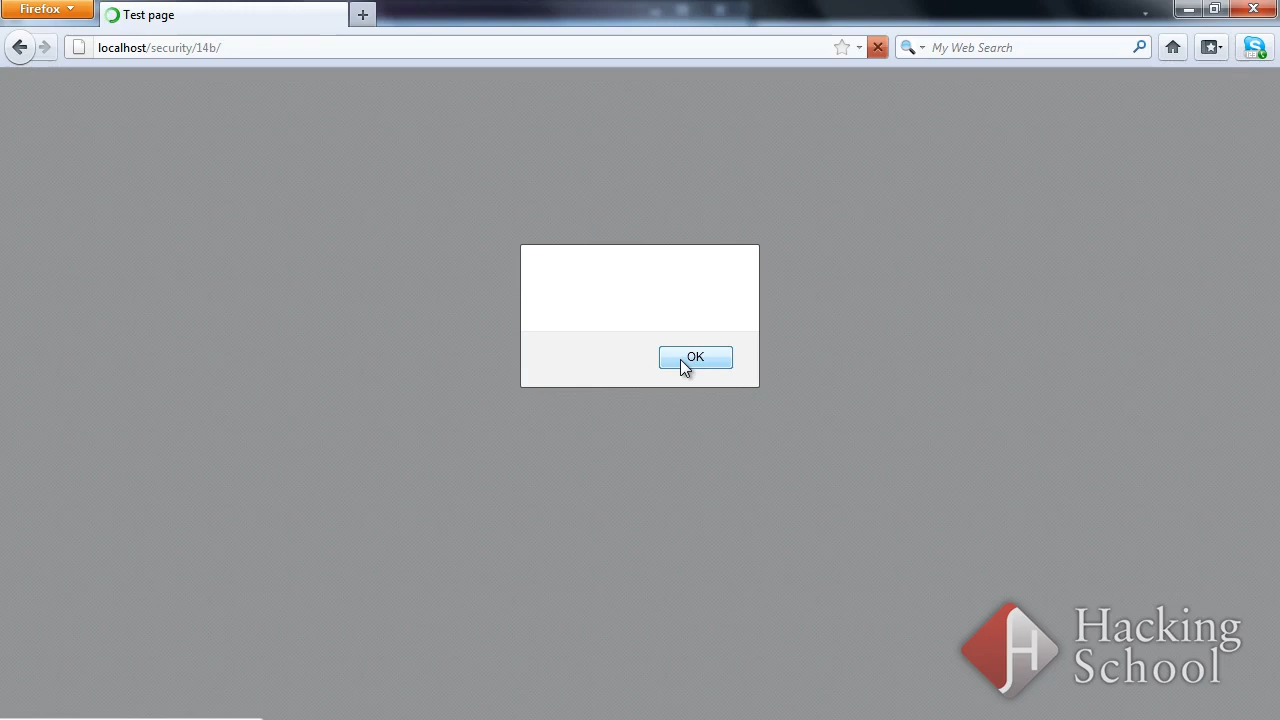 Firefox
Test page
localhost/security/14b/
My Web Search
OK
Hacking
School